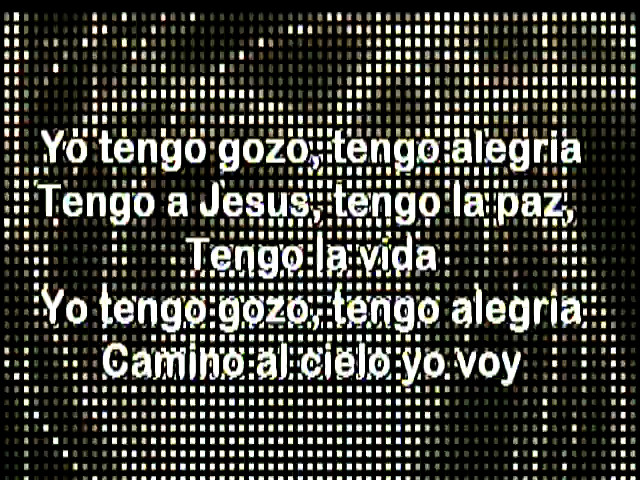 Yo tengo gozo, tengo alegria
Tengo a Jesus, tengo la paz,
Tengo la vida
Yo tengo gozo, tengo alegria
Camino al cielo yo voy